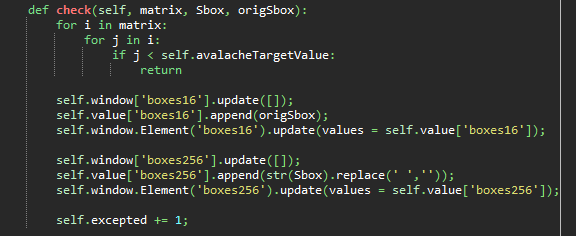 def check(self, matrix, Sbox, origSbox):
    for i in matrix:
        for j in i:
            if j < self.avalacheTargetValue:
                return
    self.window['boxes16'].update([]);
    self.value['boxes16'].append(origSbox);
    self.window.Element('boxes16').update(values = self.value['boxes16']);
    self.window['boxes256'].update([]);
    self.value['boxes256'].append(str(Sbox).replace(' ',''));
    self.window.Element('boxes256').update(values = self.value['boxes256']);
    self.excepted += 1;